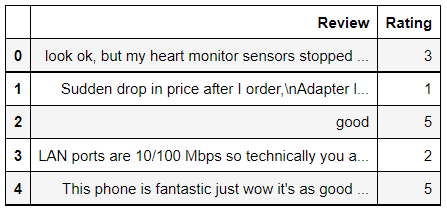 Review Rating
0 look ok, but my heart monitor sensors stopped ... 3
1 Sudden drop in price after I order,\nAdapter l... 1
2 good 5
3 LAN ports are 10/100 Mbps so technically you a... 2
4 This phone is fantastic just wow it's as good ... 5